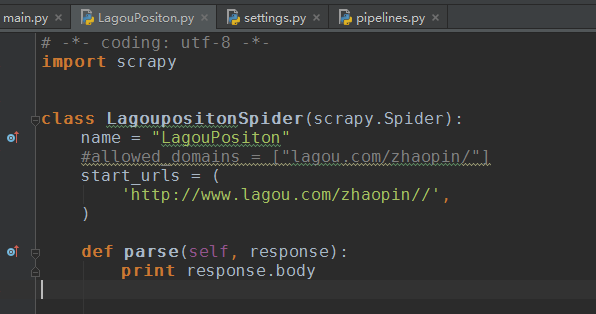 main.py LagouPositon.py settings.py pipelines.py
# -*- coding: utf-8 -*-
import scrapy
class LagoupositonSpider(scrapy.Spider):
name = "LagouPositon"
#allowed_domains = ["lagou.com/zhaopin/"]
start_urls = (
'http://www.lagou.com/zhaopin//',
)
def parse(self, response):
print response.body